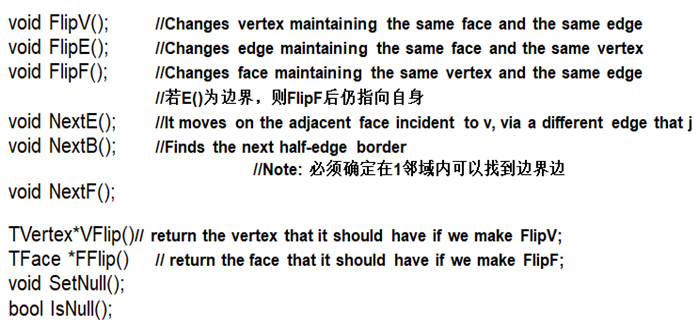 void FlipV(); //Changes vertex maintaining the same face and the same edge
void FlipE(); //Changes edge maintaining the same face and the same vertex
void FlipF(); //Changes face maintaining the same vertex and the same edge
//若E()为边界，则FlipF后仍指向自身
void NextE(); //It moves on the adjacent face incident to v, via a different edge that j
void NextB(); //Finds the next half-edge border
//Note: 必须确定在1邻域内可以找到边界边
void NextF();
TVertex*VFlip()// return the vertex that it should have if we make FlipV;
TFace *FFlip() // return the face that it should have if we make FlipF;
void SetNull();
bool IsNull();